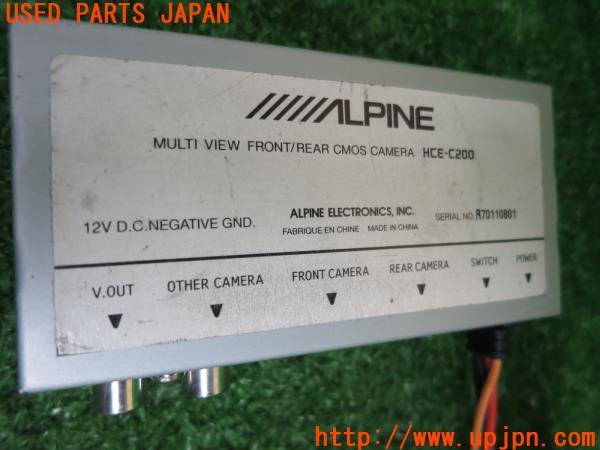 USED PARTS JAPAN
ALPINE
MULTI VIEW FRONT/REAR CMOS CAMERA HCE-C200
12V D.C.NEGATIVE GND.
ALPINE ELECTRONICS, INC.
SERIAL NO. R70110801
FABRIQUE EN CHINE MADE IN CHINA
V.OUT OTHER CAMERA FRONT CAMERA REAR CAMERA SWITCH POWER
http://www.upjpn.com